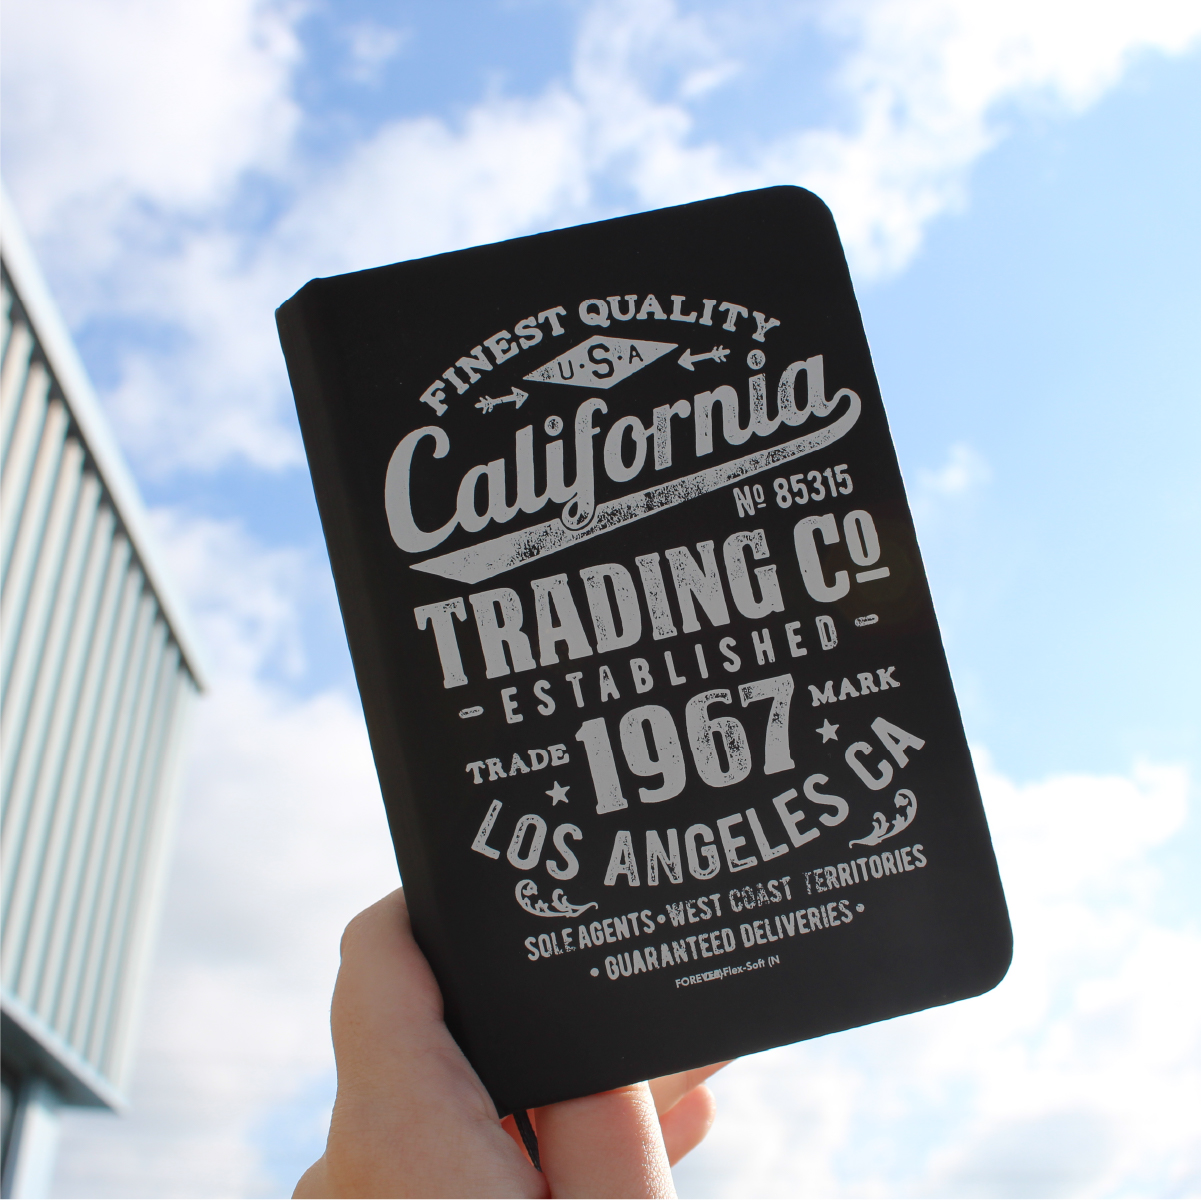 FINEST QUALITY
U·S·A
California
Nº 85315
TRADING Cº
- ESTABLISHED -
TRADE 1967 MARK
LOS ANGELES CA
SOLE AGENTS•WEST COAST TERRITORIES
• GUARANTEED DELIVERIES •
Flex-Soft (N